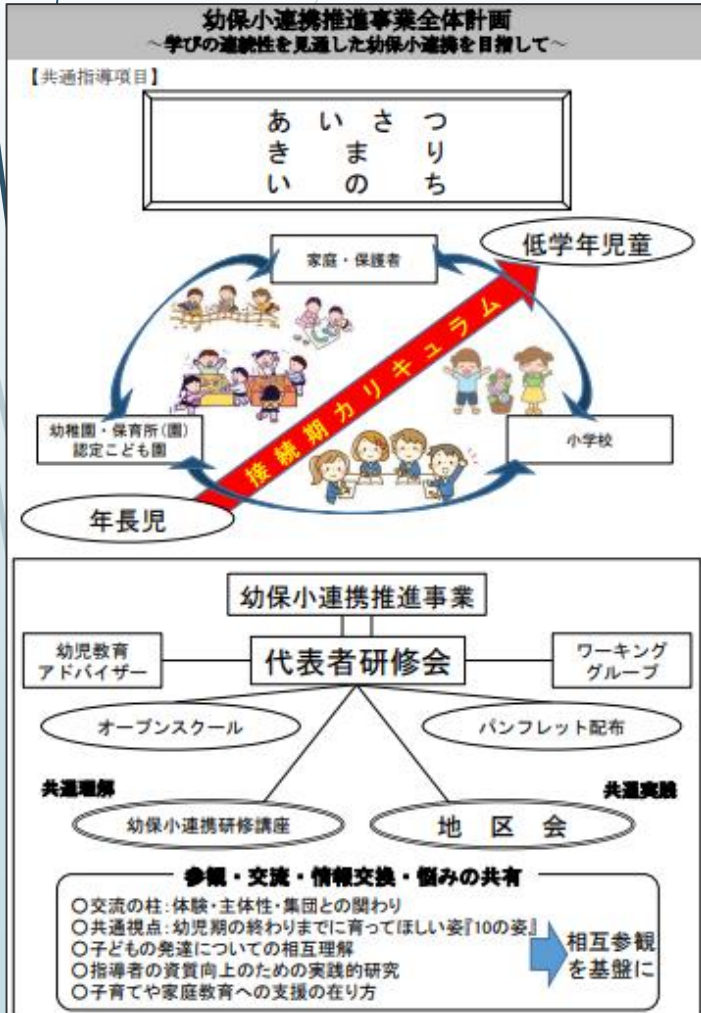 幼保小連携推進事業全体計画
～学びの連続性を見通した幼保小連携を目指して～
【共通指導項目】
あいさつ
きまり
いのち
低学年児童
家庭・保護者
接続期カリキュラム
幼稚園・保育所(園)
認定こども園
小学校
年長児
幼保小連携推進事業
幼児教育
アドバイザー
代表者研修会
ワーキング
グループ
オープンスクール
パンフレット配布
共通理解
共通実践
幼保小連携研修講座
地区会
参観・交流・情報交換・悩みの共有
○交流の柱：体験・主体性・集団との関わり
○共通視点：幼児期の終わりまでに育ってほしい姿『10の姿』
○子どもの発達についての相互理解
○指導者の資質向上のための実践的研究
○子育てや家庭教育への支援の在り方
相互参観
を基盤に